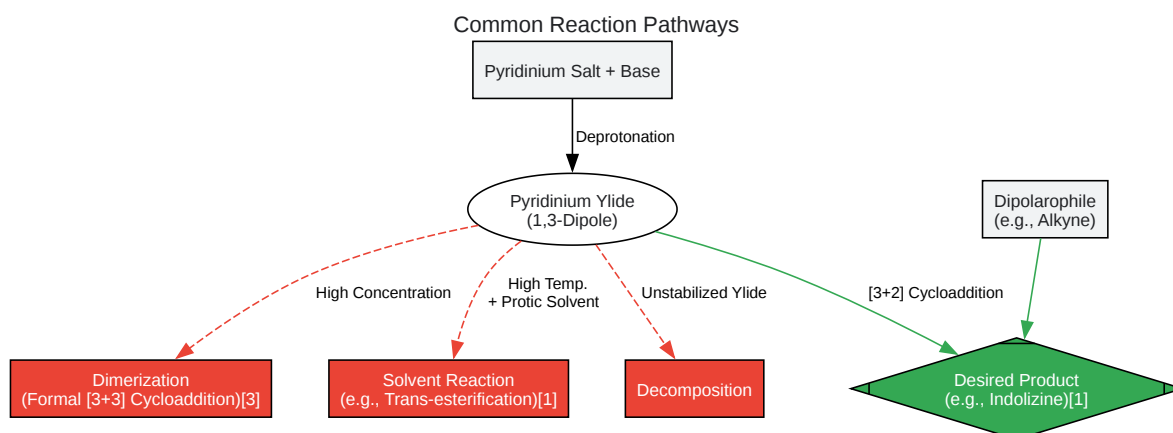 Common Reaction Pathways
Pyridinium Salt + Base
Deprotonation
Pyridinium Ylide
(1,3-Dipole)
Dipolarophile
(e.g., Alkyne)
High Concentration
High Temp.
+ Protic Solvent
Unstabilized Ylide
[3+2] Cycloaddition
Dimerization
(Formal [3+3] Cycloaddition)[3]
Solvent Reaction
(e.g., Trans-esterification)[1]
Decomposition
Desired Product
(e.g., Indolizine)[1]